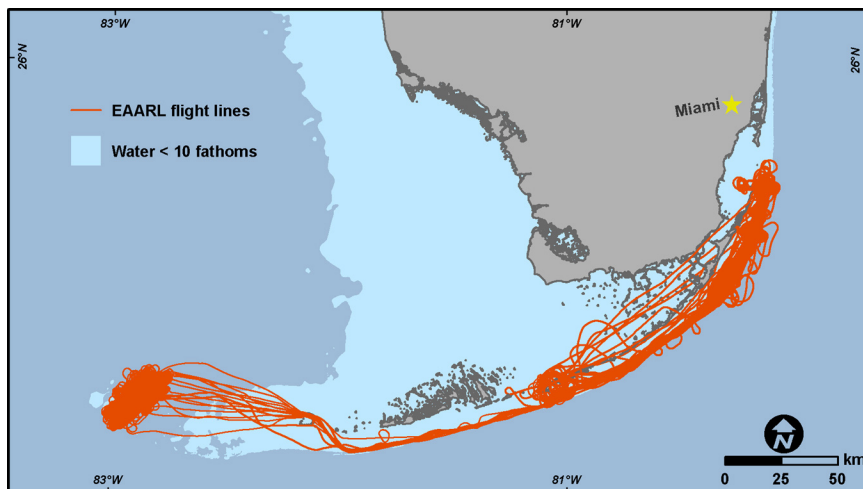 83°W
81°W
26°N
26°N
Miami
EAARL flight lines
Water < 10 fathoms
N
km
0 25 50
83°W
81°W